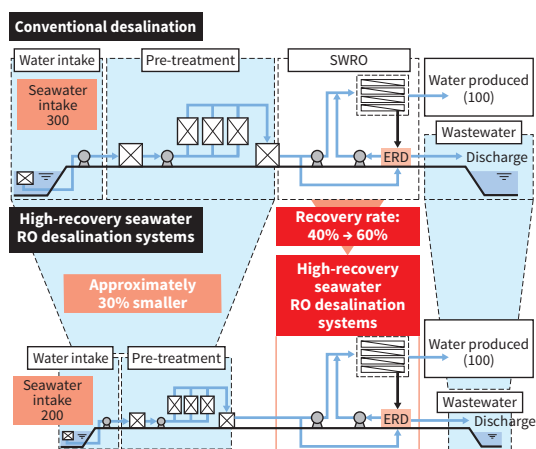 Conventional desalination
Water intake
Pre-treatment
SWRO
Seawater
intake
300
Water produced
(100)
Wastewater
ERD
Discharge
High-recovery seawater
RO desalination systems
Recovery rate:
40% → 60%
Approximately
30% smaller
High-recovery
seawater
RO desalination
systems
Water intake
Pre-treatment
Seawater
intake
200
Water produced
(100)
Wastewater
ERD
Discharge